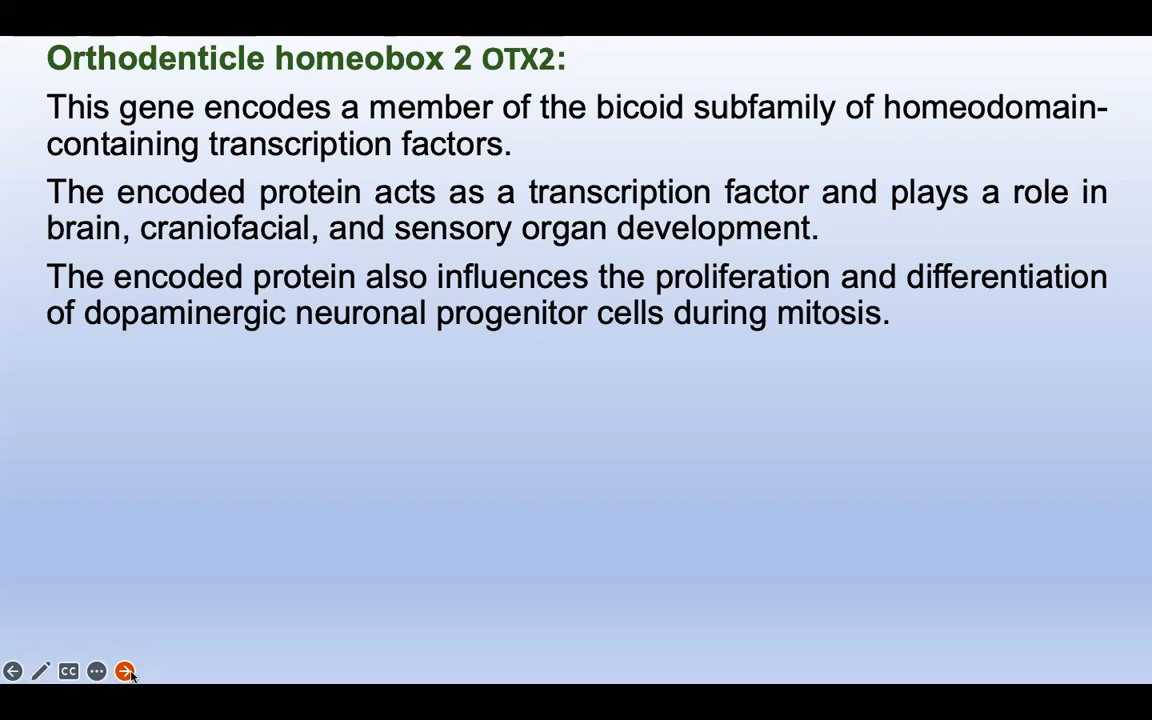 Orthodenticle homeobox 2 OTX2:
This gene encodes a member of the bicoid subfamily of homeodomain-
containing transcription factors.
The encoded protein acts as a transcription factor and plays a role in
brain, craniofacial, and sensory organ development.
The encoded protein also influences the proliferation and differentiation
of dopaminergic neuronal progenitor cells during mitosis.
CC